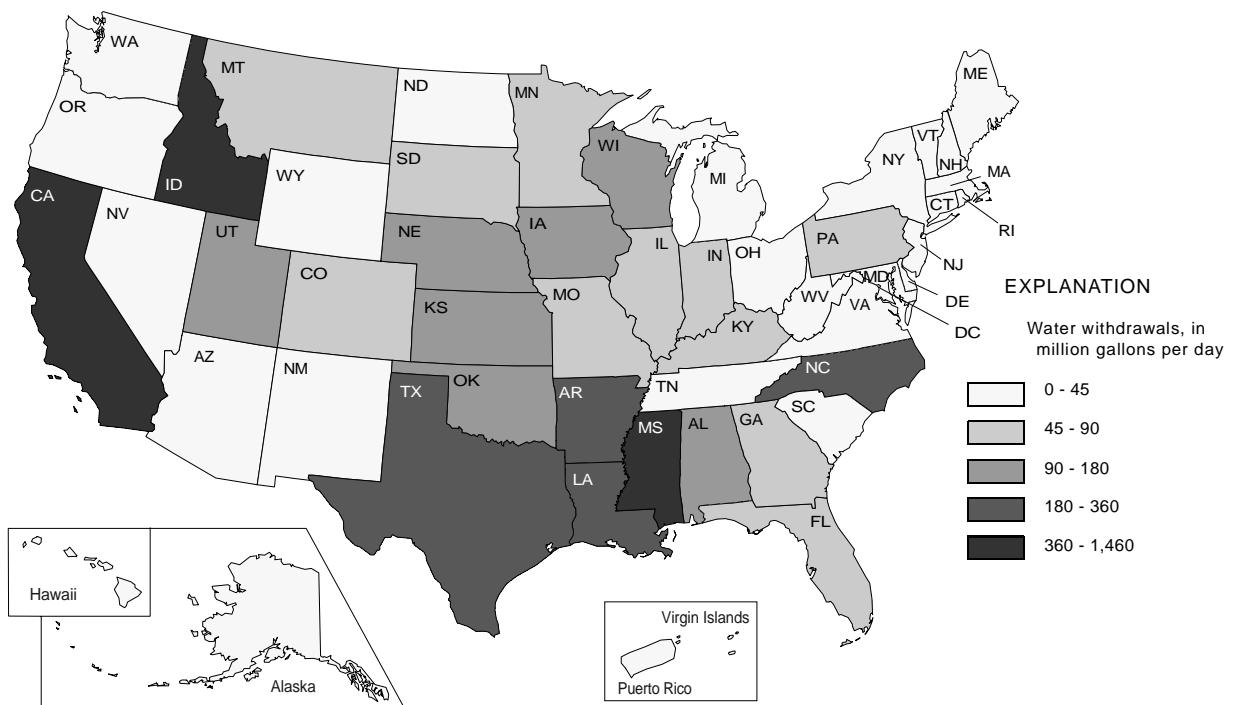 WA
MT
ND
MN
ME
OR
ID
SD
WI
VT
NH
NY
MA
WY
MI
CT
RI
CA
NV
UT
NE
IA
IL
IN
OH
PA
NJ
CO
KS
MO
KY
WV
MD
VA
DE
DC
AZ
NM
TX
OK
AR
TN
NC
SC
MS
AL
GA
LA
FL
EXPLANATION
Water withdrawals, in
million gallons per day
0 - 45
45 - 90
90 - 180
180 - 360
360 - 1,460
Hawaii
Alaska
Virgin Islands
Puerto Rico